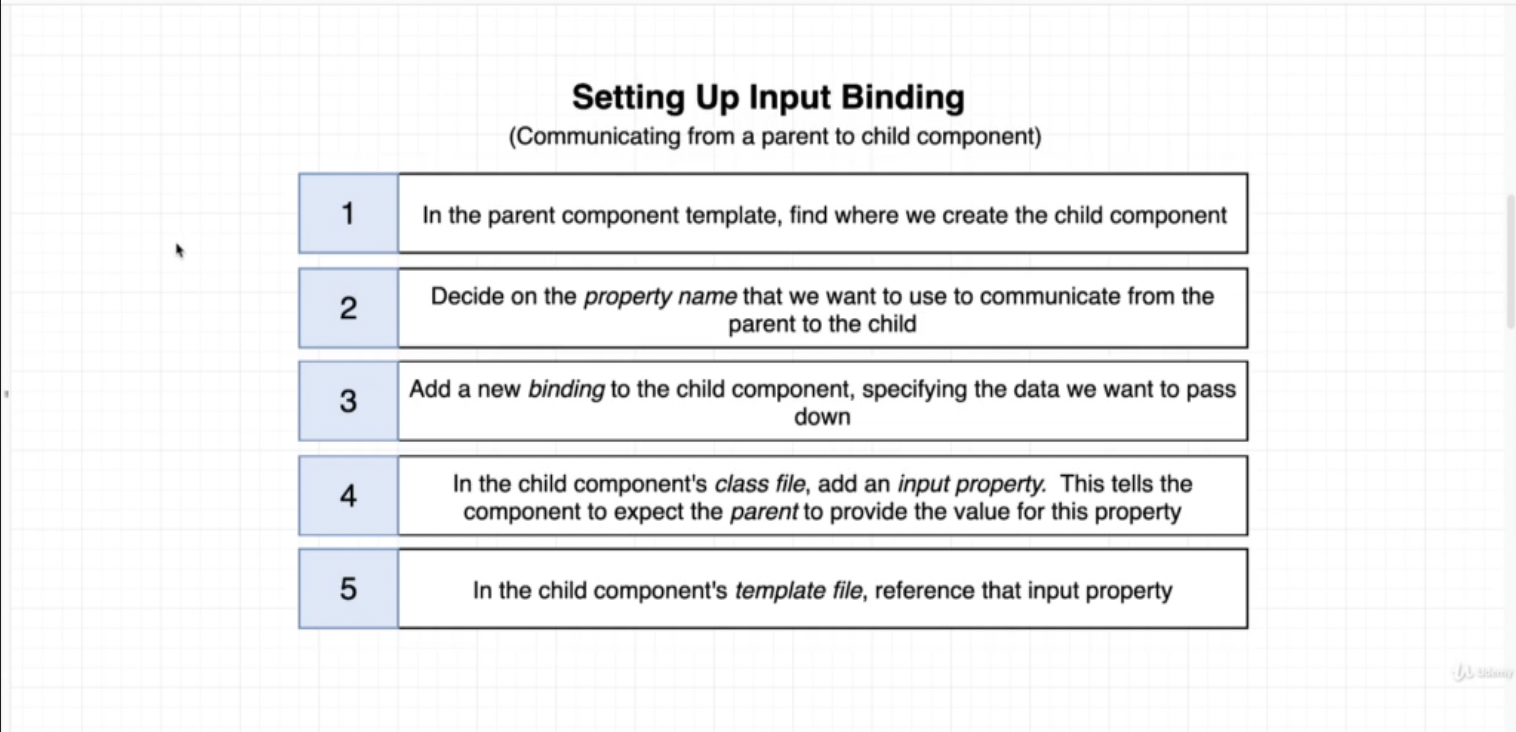 Setting Up Input Binding
(Communicating from a parent to child component)
1
In the parent component template, find where we create the child component
2
Decide on the property name that we want to use to communicate from the
parent to the child
3
Add a new binding to the child component, specifying the data we want to pass
down
4
In the child component's class file, add an input property.  This tells the
component to expect the parent to provide the value for this property
5
In the child component's template file, reference that input property
Udemy